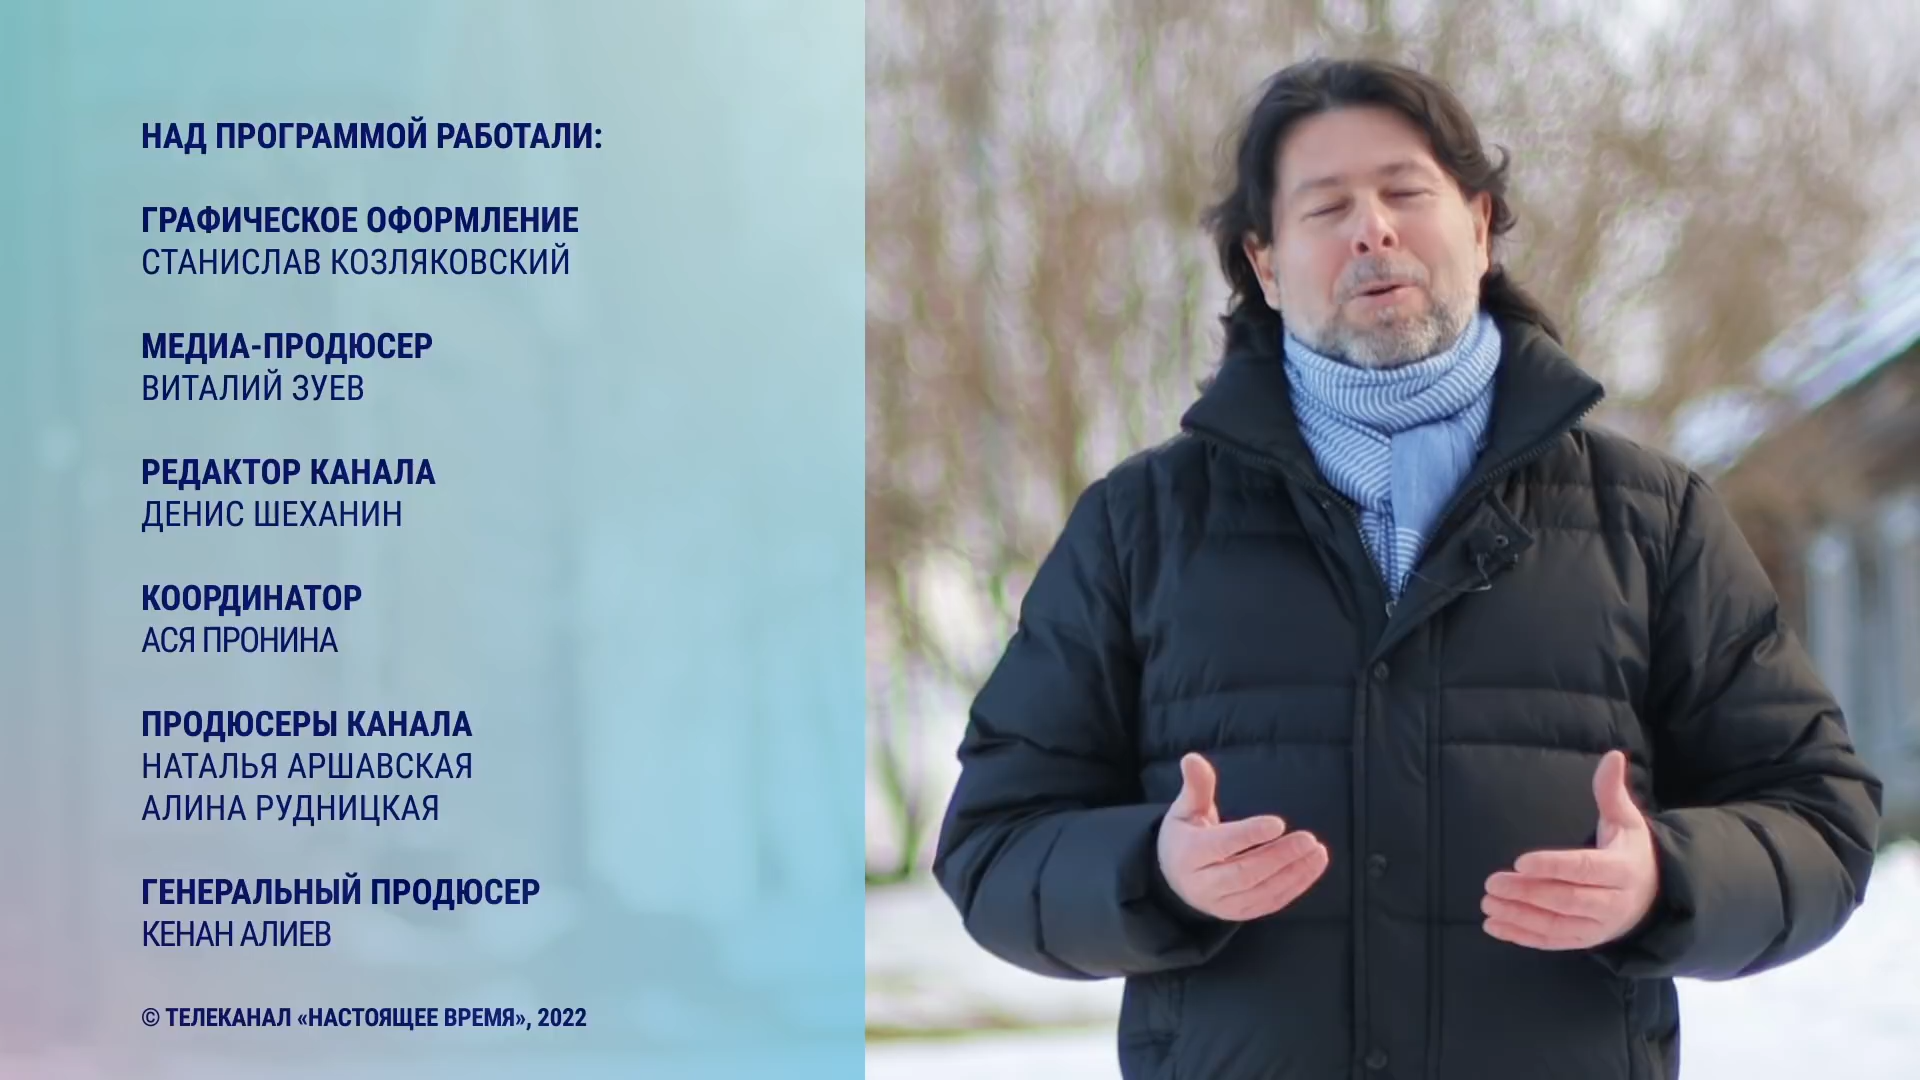 НАД ПРОГРАММОЙ РАБОТАЛИ:
ГРАФИЧЕСКОЕ ОФОРМЛЕНИЕ
СТАНИСЛАВ КОЗЛЯКОВСКИЙ
МЕДИА-ПРОДЮСЕР
ВИТАЛИЙ ЗУЕВ
РЕДАКТОР КАНАЛА
ДЕНИС ШЕХАНИН
КООРДИНАТОР
АСЯ ПРОНИНА
ПРОДЮСЕРЫ КАНАЛА
НАТАЛЬЯ АРШАВСКАЯ
АЛИНА РУДНИЦКАЯ
ГЕНЕРАЛЬНЫЙ ПРОДЮСЕР
КЕНАН АЛИЕВ
© ТЕЛЕКАНАЛ «НАСТОЯЩЕЕ ВРЕМЯ», 2022